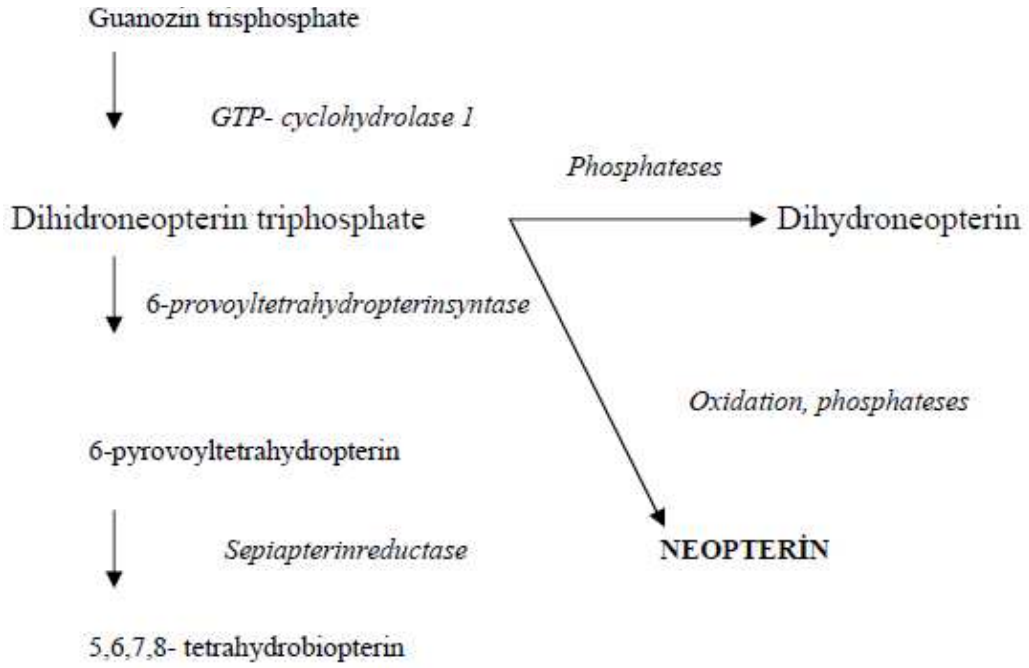 Guanozin trisphosphate
GTP- cyclohydrolase 1
Phosphateses
Dihidroneopterin triphosphate
Dihydroneopterin
6-provoyltetrahydropterinsyntase
Oxidation, phosphateses
6-pyrovoyltetrahydropterin
Sepiapterinreductase
NEOPTERİN
5,6,7,8- tetrahydrobiopterin